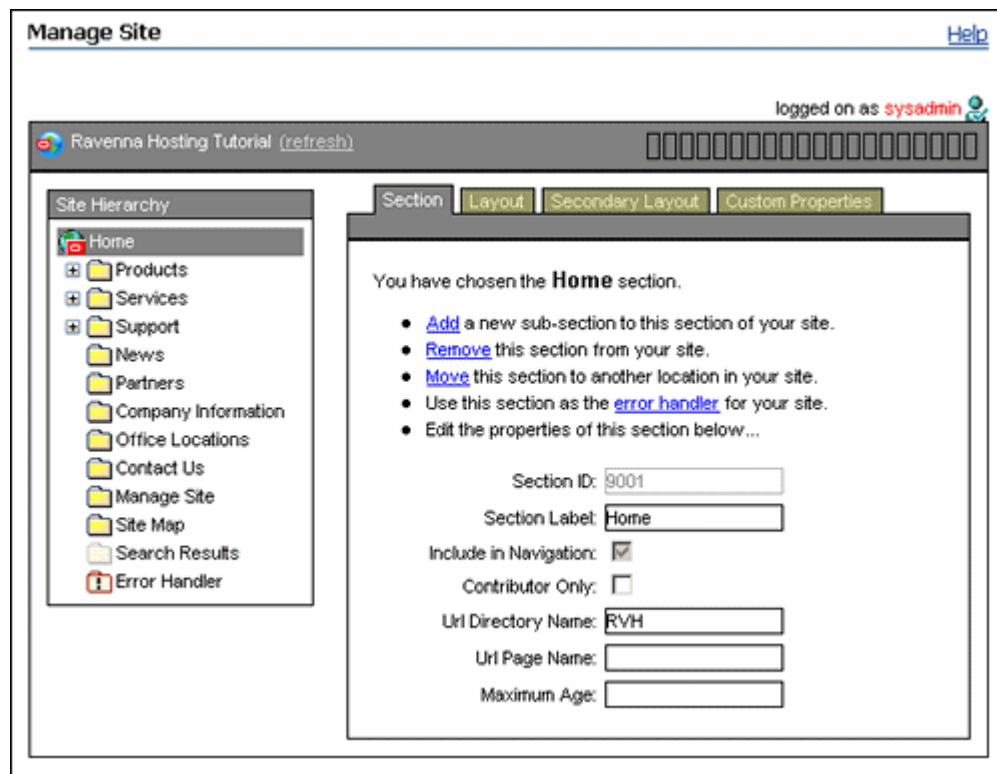 Manage Site
Help
logged on as sysadmin
Ravenna Hosting Tutorial (refresh)
Site Hierarchy
Home
Products
Services
Support
News
Partners
Company Information
Office Locations
Contact Us
Manage Site
Site Map
Search Results
Error Handler
Section Layout Secondary Layout Custom Properties
You have chosen the Home section.
• Add a new sub-section to this section of your site.
• Remove this section from your site.
• Move this section to another location in your site.
• Use this section as the error handler for your site.
• Edit the properties of this section below...
Section ID: 9001
Section Label: Home
Include in Navigation:
Contributor Only:
Url Directory Name: RVH
Url Page Name:
Maximum Age: